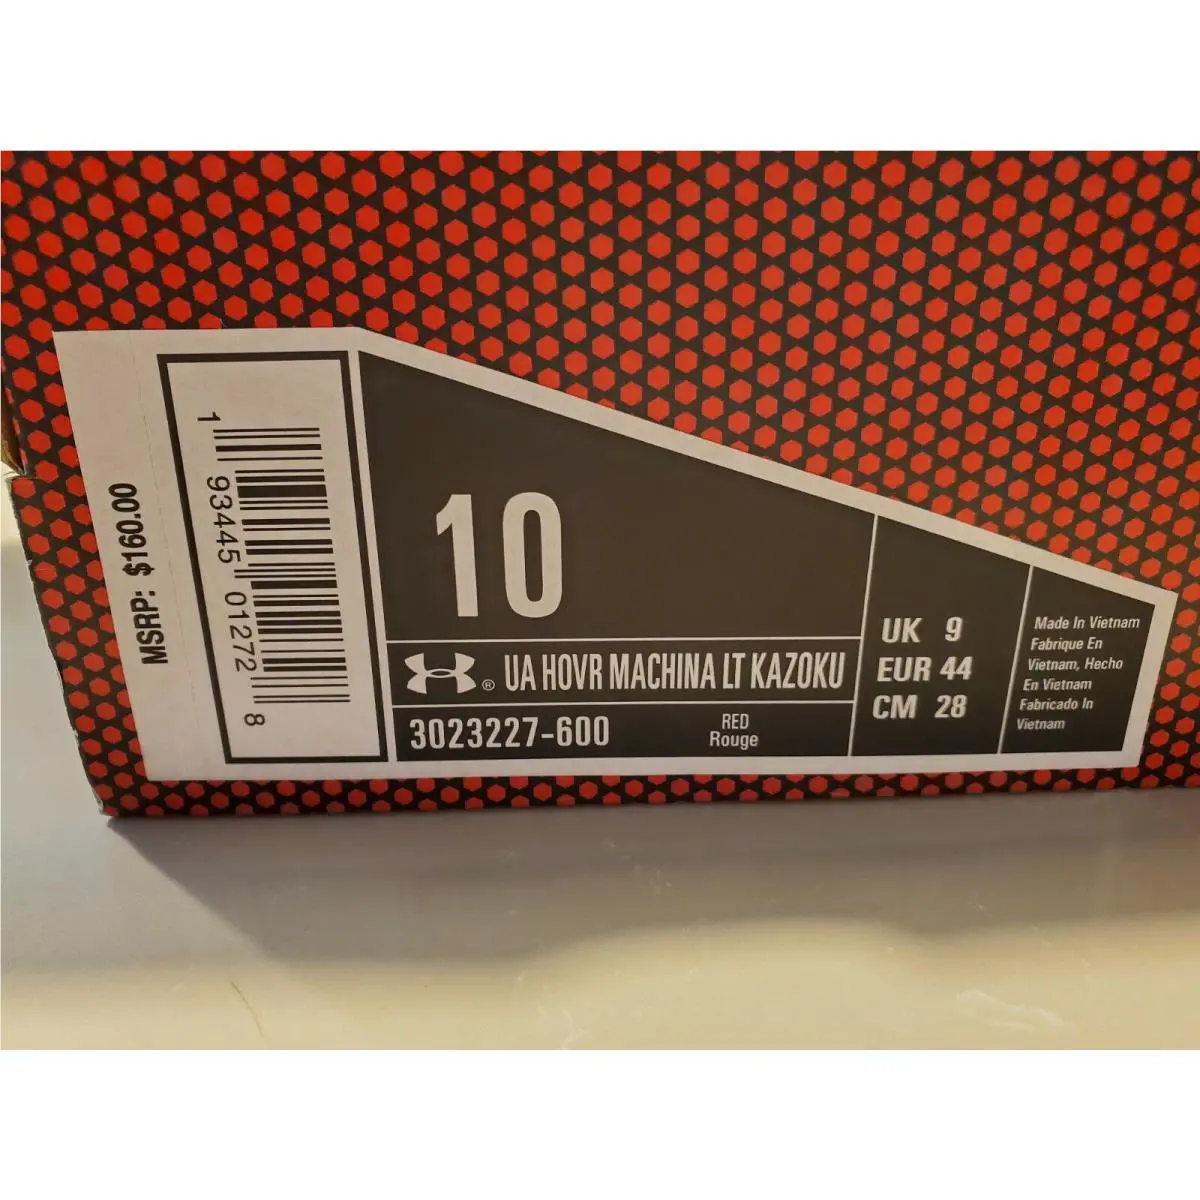 MSRP: $160.00
1 93445 01272 8
10
® UA HOVR MACHINA LT KAZOKU
3023227-600
RED
Rouge
UK 9
EUR 44
CM 28
Made In Vietnam
Fabrique En
Vietnam, Hecho
En Vietnam
Fabricado In
Vietnam